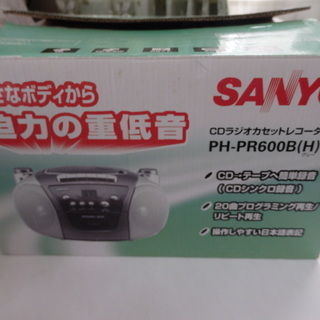 なボディから
迫力の重低音
SANYO
CDラジオカセットレコーダ
PH-PR600B(H)
●CD→テープへ簡単録音
(CDシンクロ録音)
●20曲プログラミング再生/
リピート再生
●操作しやすい日本語表記